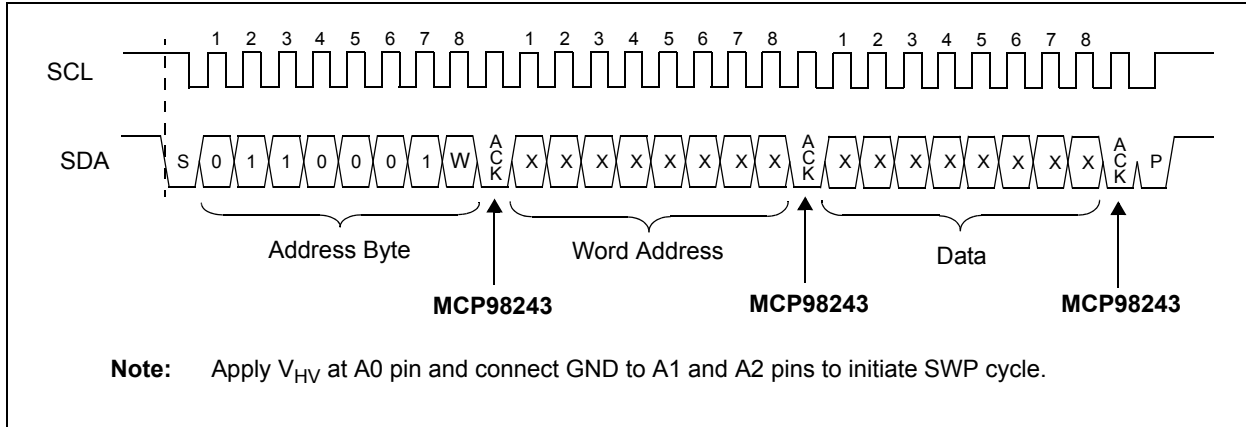 1 2 3 4 5 6 7 8 1 2 3 4 5 6 7 8 1 2 3 4 5 6 7 8
SCL
SDA S 0 1 1 0 0 0 1 W ACK X X X X X X X X ACK X X X X X X X X ACK P
Address Byte Word Address Data
MCP98243 MCP98243 MCP98243
Note: Apply VHV at A0 pin and connect GND to A1 and A2 pins to initiate SWP cycle.